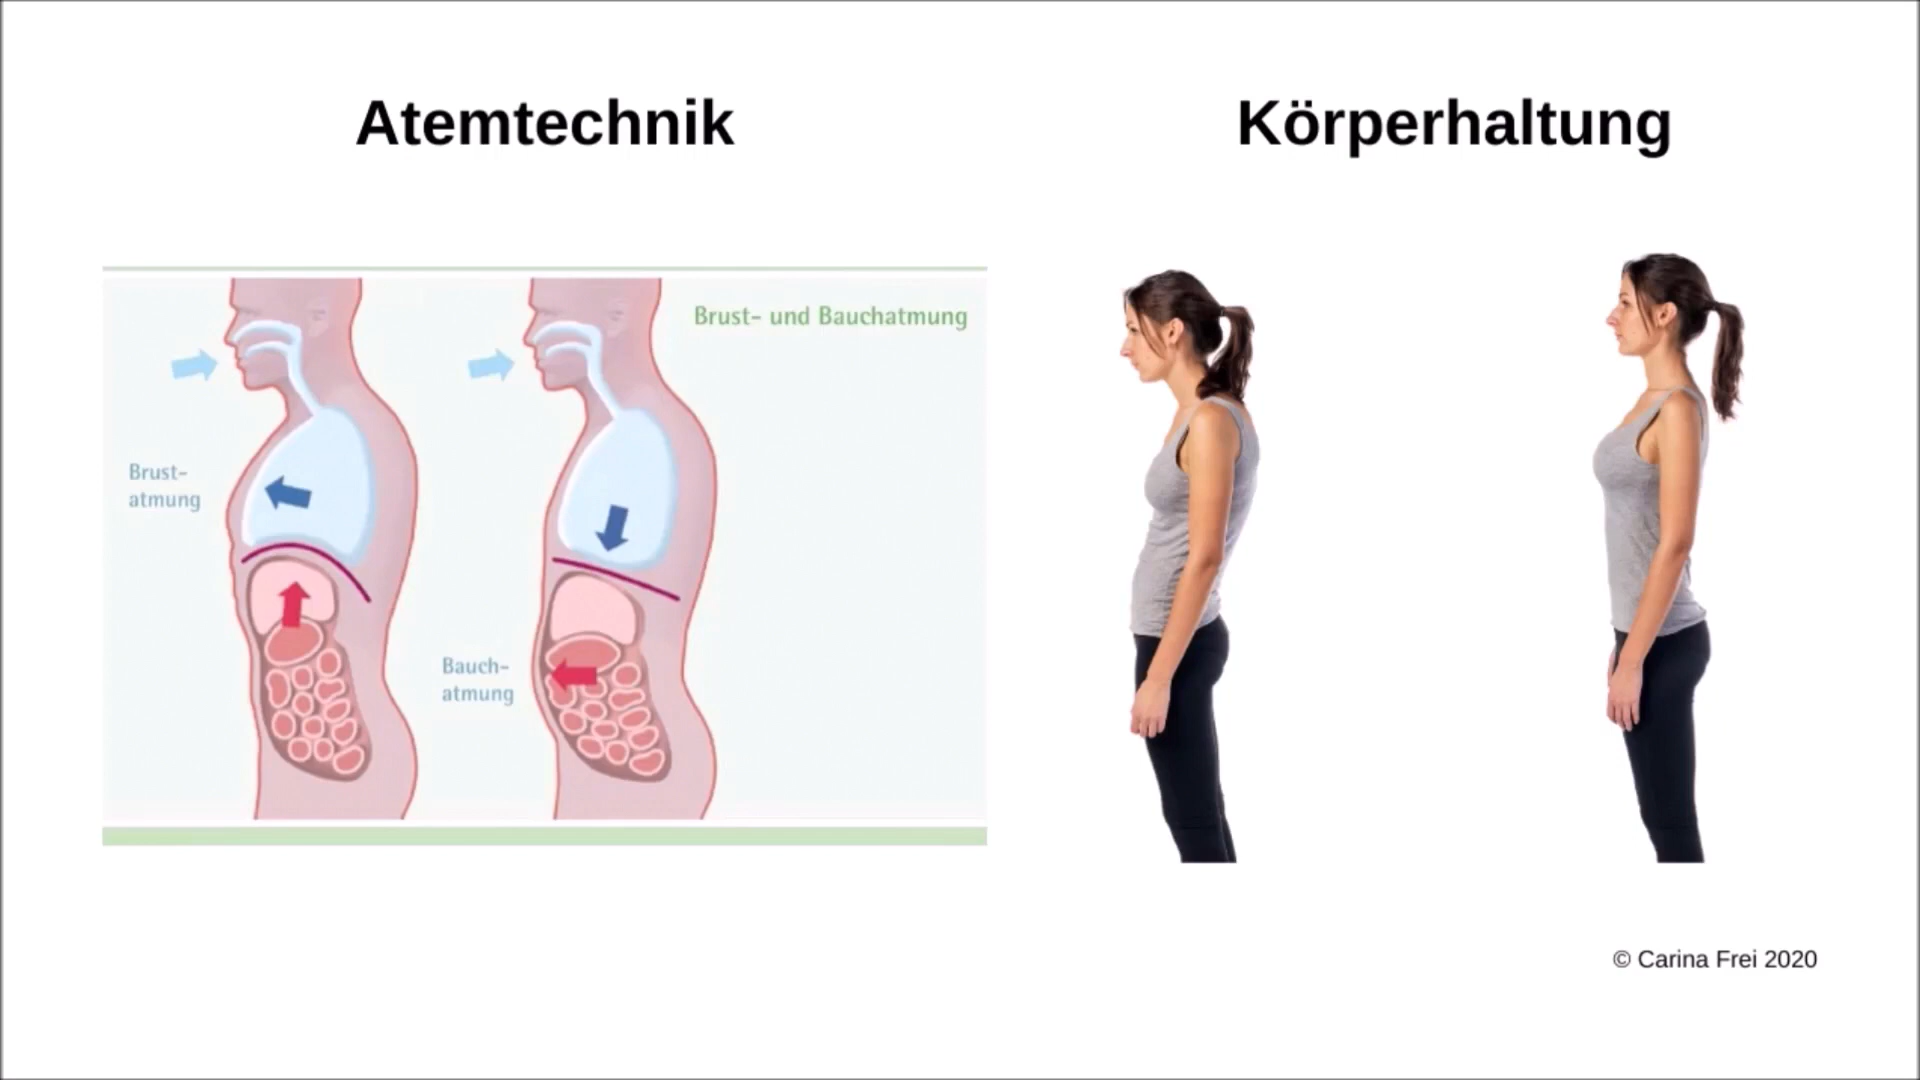 Atemtechnik
Körperhaltung
Brust- und Bauchatmung
Brust-
atmung
Bauch-
atmung
© Carina Frei 2020